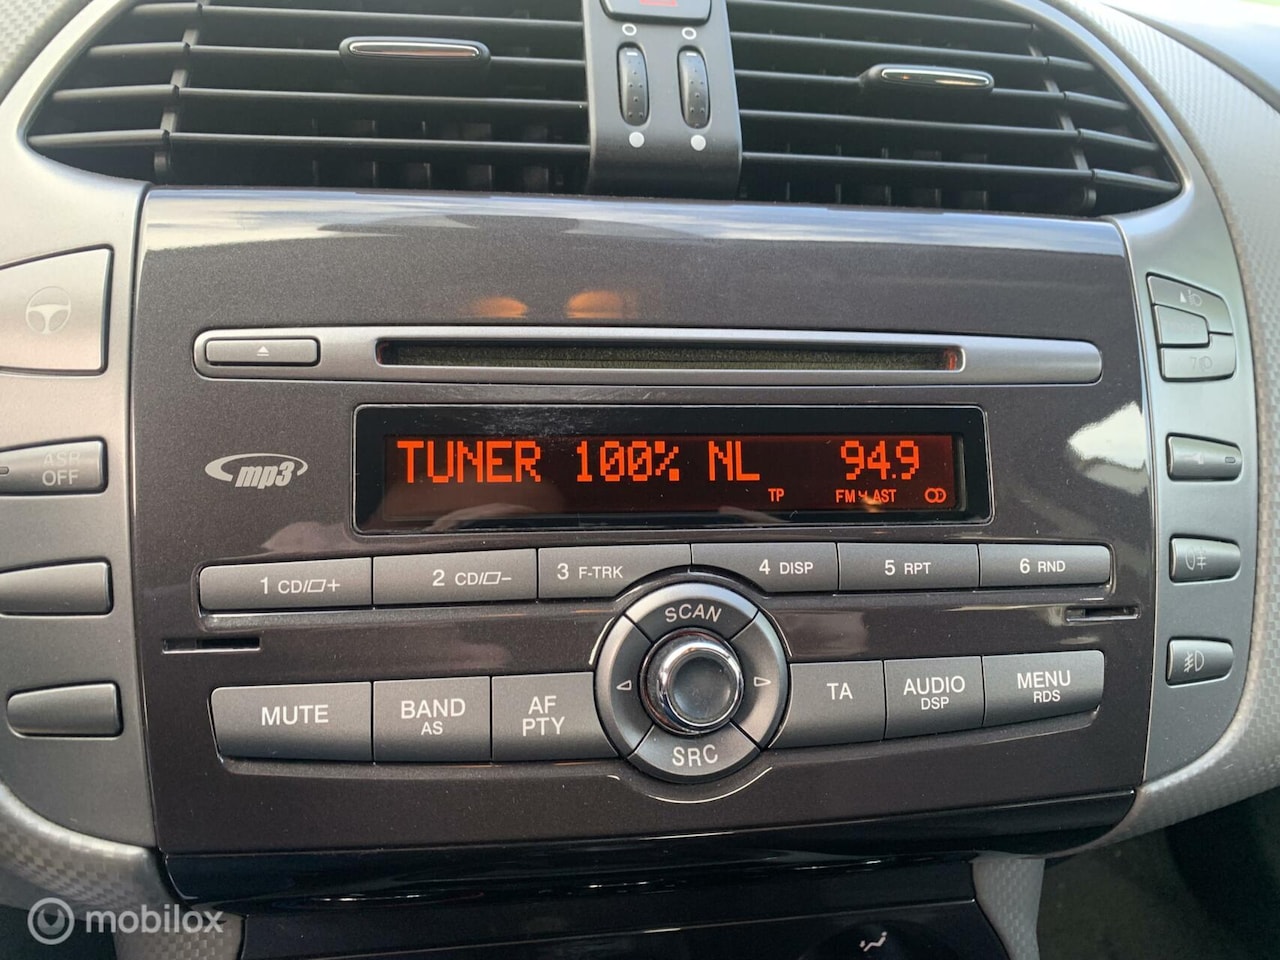 TUNER 100% NL 94.9
TP FM AST
mp3
ASR
OFF
1 CD/▱+ 2 CD/▱− 3 F-TRK 4 DISP 5 RPT 6 RND
SCAN
MUTE BAND AS AF PTY TA AUDIO DSP MENU RDS
SRC
mobilox